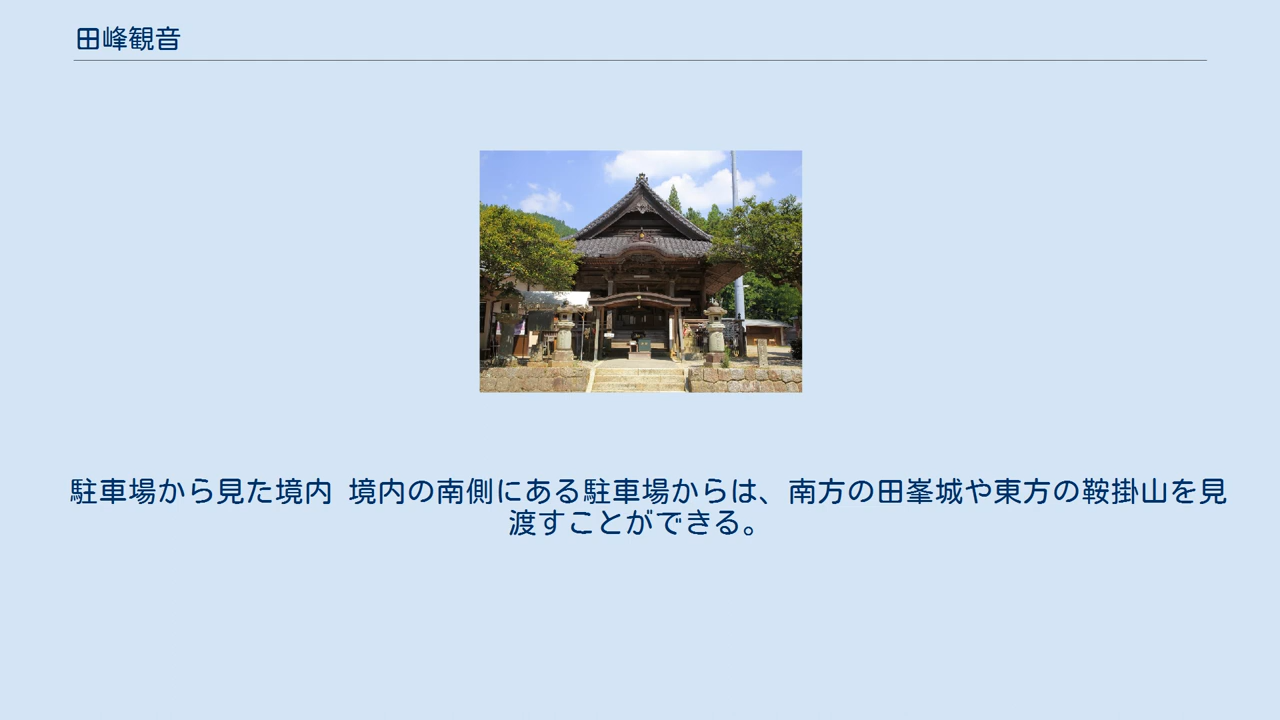 田峰観音
駐車場から見た境内 境内の南側にある駐車場からは、南方の田峯城や東方の鞍掛山を見
渡すことができる。